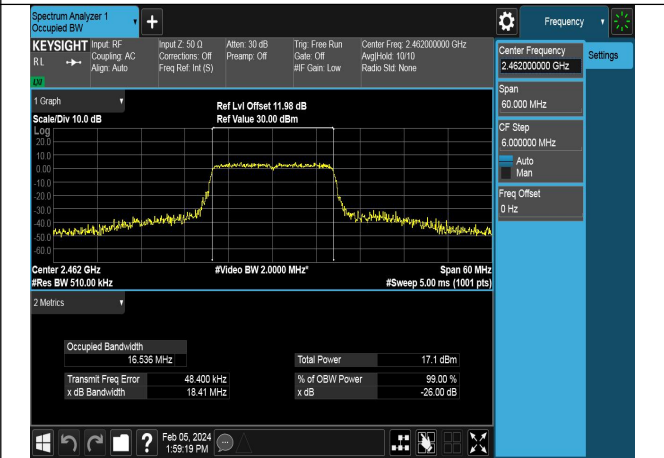 Spectrum Analyzer 1
Occupied BW
+
Frequency
KEYSIGHT
RL
Input: RF
Coupling: AC
Align: Auto
Input Z: 50 Ω
Corrections: Off
Freq Ref: Int (S)
Atten: 30 dB
Preamp: Off
Trig: Free Run
Gate: Off
#IF Gain: Low
Center Freq: 2.462000000 GHz
Avg|Hold: 10/10
Radio Std: None
Center Frequency
2.462000000 GHz
Settings
Span
60.000 MHz
CF Step
6.000000 MHz
Auto
Man
Freq Offset
0 Hz
1 Graph
Scale/Div 10.0 dB
Ref Lvl Offset 11.98 dB
Ref Value 30.00 dBm
Log
20.0
10.0
0.00
-10.0
-20.0
-30.0
-40.0
-50.0
-60.0
Center 2.462 GHz
#Video BW 2.0000 MHz*
Span 60 MHz
#Res BW 510.00 kHz
#Sweep 5.00 ms (1001 pts)
2 Metrics
Occupied Bandwidth
16.536 MHz
Total Power 17.1 dBm
Transmit Freq Error 48.400 kHz
% of OBW Power 99.00 %
x dB Bandwidth 18.41 MHz
x dB -26.00 dB
?
Feb 05, 2024
1:59:19 PM